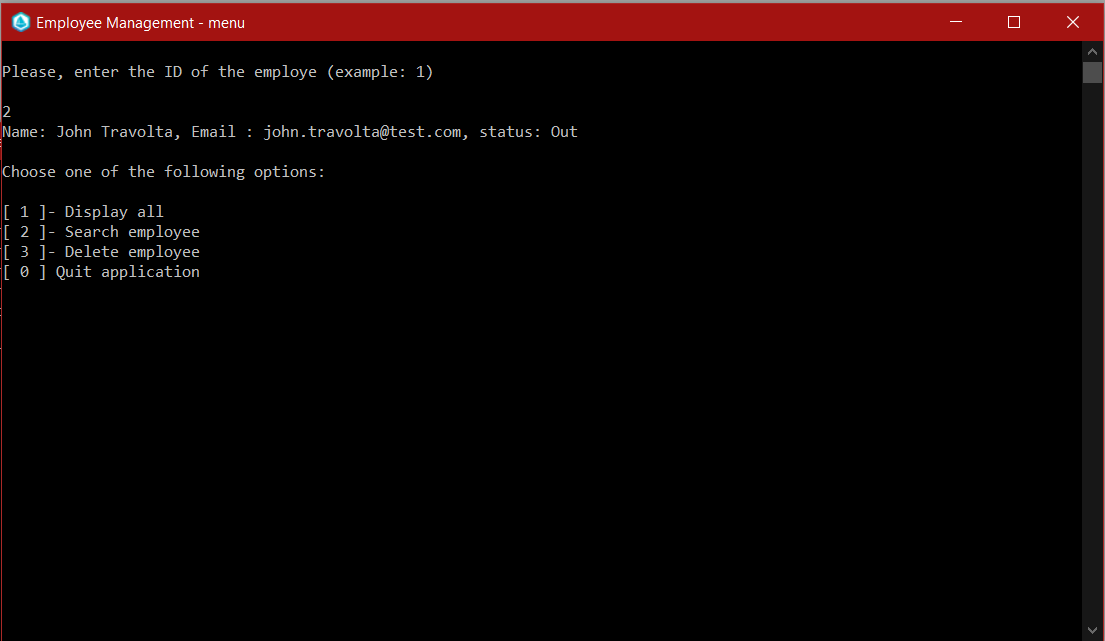 Employee Management - menu
Please, enter the ID of the employe (example: 1)
2
Name: John Travolta, Email : john.travolta@test.com, status: Out
Choose one of the following options:
[ 1 ]- Display all
[ 2 ]- Search employee
[ 3 ]- Delete employee
[ 0 ] Quit application